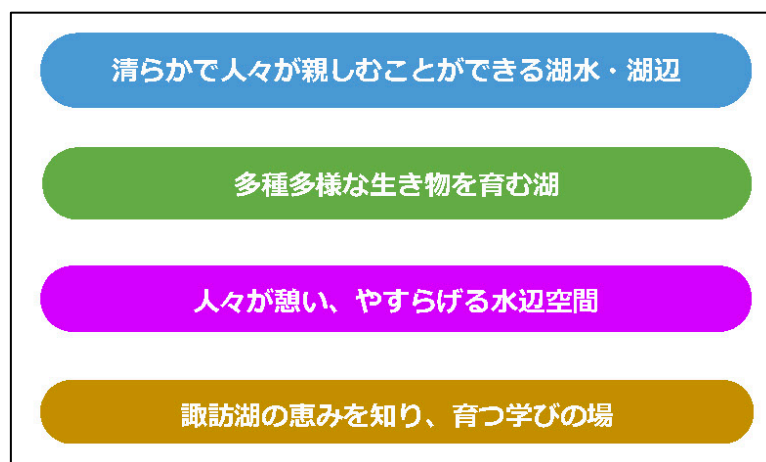 清らかで人々が親しむことができる湖水・湖辺
多種多様な生き物を育む湖
人々が憩い、やすらげる水辺空間
諏訪湖の恵みを知り、育つ学びの場